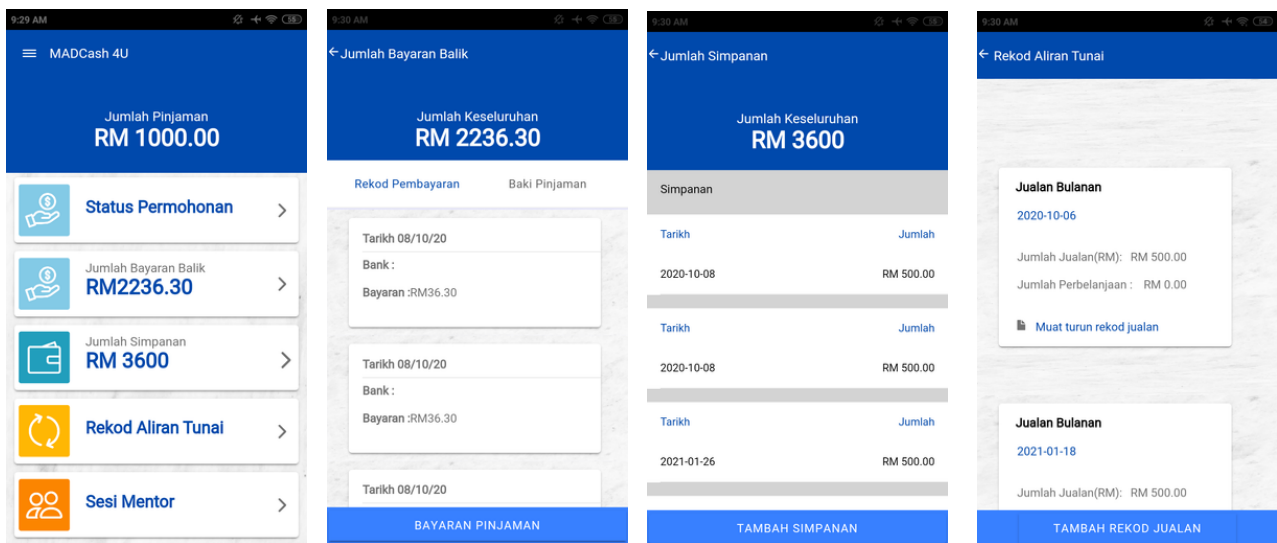 9:29 AM
MADCash 4U
Jumlah Pinjaman
RM 1000.00
Status Permohonan
Jumlah Bayaran Balik
RM2236.30
Jumlah Simpanan
RM 3600
Rekod Aliran Tunai
Sesi Mentor
9:30 AM
Jumlah Bayaran Balik
Jumlah Keseluruhan
RM 2236.30
Rekod Pembayaran Baki Pinjaman
Tarikh 08/10/20
Bank :
Bayaran :RM36.30
Tarikh 08/10/20
Bank :
Bayaran :RM36.30
Tarikh 08/10/20
BAYARAN PINJAMAN
9:30 AM
Jumlah Simpanan
Jumlah Keseluruhan
RM 3600
Simpanan
Tarikh Jumlah
2020-10-08 RM 500.00
Tarikh Jumlah
2020-10-08 RM 500.00
Tarikh Jumlah
2021-01-26 RM 500.00
TAMBAH SIMPANAN
9:30 AM
Rekod Aliran Tunai
Jualan Bulanan
2020-10-06
Jumlah Jualan(RM): RM 500.00
Jumlah Perbelanjaan : RM 0.00
Muat turun rekod jualan
Jualan Bulanan
2021-01-18
Jumlah Jualan(RM): RM 500.00
TAMBAH REKOD JUALAN